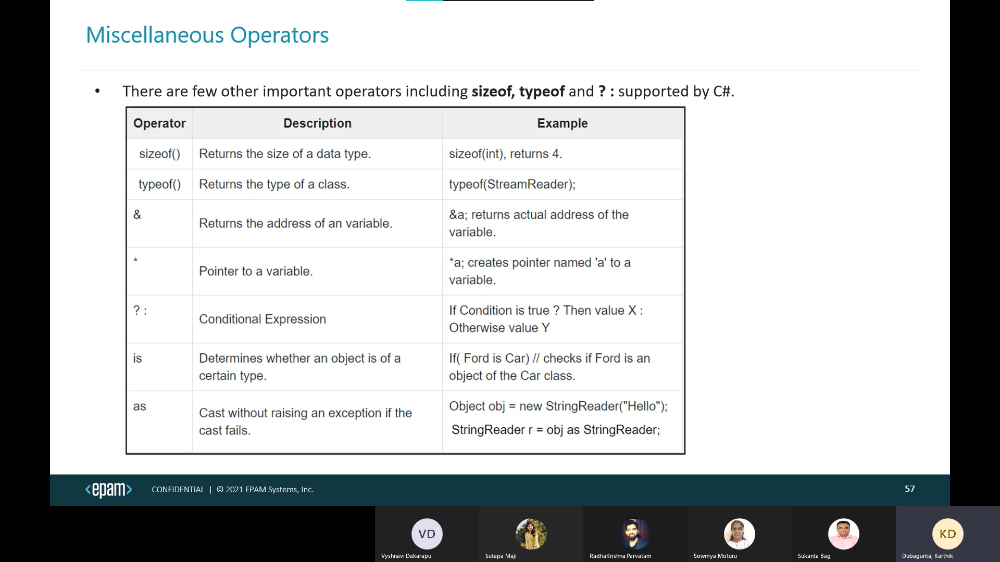 Miscellaneous Operators
• There are few other important operators including sizeof, typeof and ? : supported by C#.
Operator Description Example
sizeof() Returns the size of a data type. sizeof(int), returns 4.
typeof() Returns the type of a class. typeof(StreamReader);
& Returns the address of an variable. &a; returns actual address of the
variable.
* Pointer to a variable. *a; creates pointer named 'a' to a
variable.
? : Conditional Expression If Condition is true ? Then value X :
Otherwise value Y
is Determines whether an object is of a If( Ford is Car) // checks if Ford is an
certain type. object of the Car class.
as Cast without raising an exception if the Object obj = new StringReader("Hello");
cast fails. StringReader r = obj as StringReader;
<epam> CONFIDENTIAL | © 2021 EPAM Systems, Inc. 57
VD KD
Vyshnavi Dakarapu Sutapa Maji RadhaKrishna Parvatam Sowmya Moturu Sukanta Bag Dubagunta, Karthik